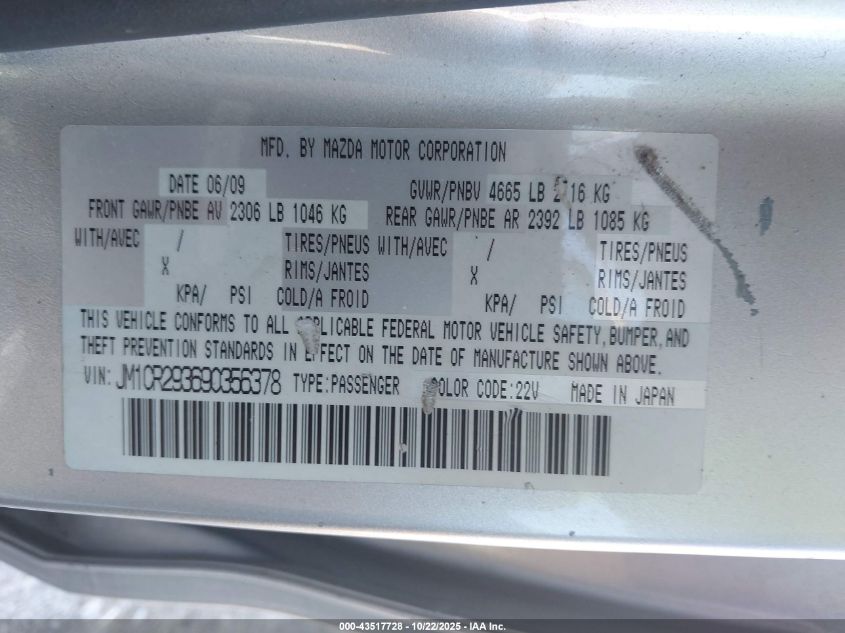 MFD. BY MAZDA MOTOR CORPORATION
DATE 06/09
GVWR/PNBV 4665 LB KG
FRONT GAWR/PNBE AV 2306 LB 1046 KG
REAR GAWR/PNBE AR 2392 LB 1085 KG
WITH/AVEC / TIRES/PNEUS WITH/AVEC / TIRES/PNEUS
X RIMS/JANTES X RIMS/JANTES
KPA/ PSI COLD/A FROID KPA/ PSI COLD/A FROID
THIS VEHICLE CONFORMS TO ALL APPLICABLE FEDERAL MOTOR VEHICLE SAFETY, BUMPER, AND
THEFT PREVENTION STANDARDS IN EFFECT ON THE DATE OF MANUFACTURE SHOWN ABOVE.
VIN: JM1CR293690356378 TYPE:PASSENGER COLOR CODE:22V MADE IN JAPAN
000-43517728 - 10/22/2025 - IAA Inc.